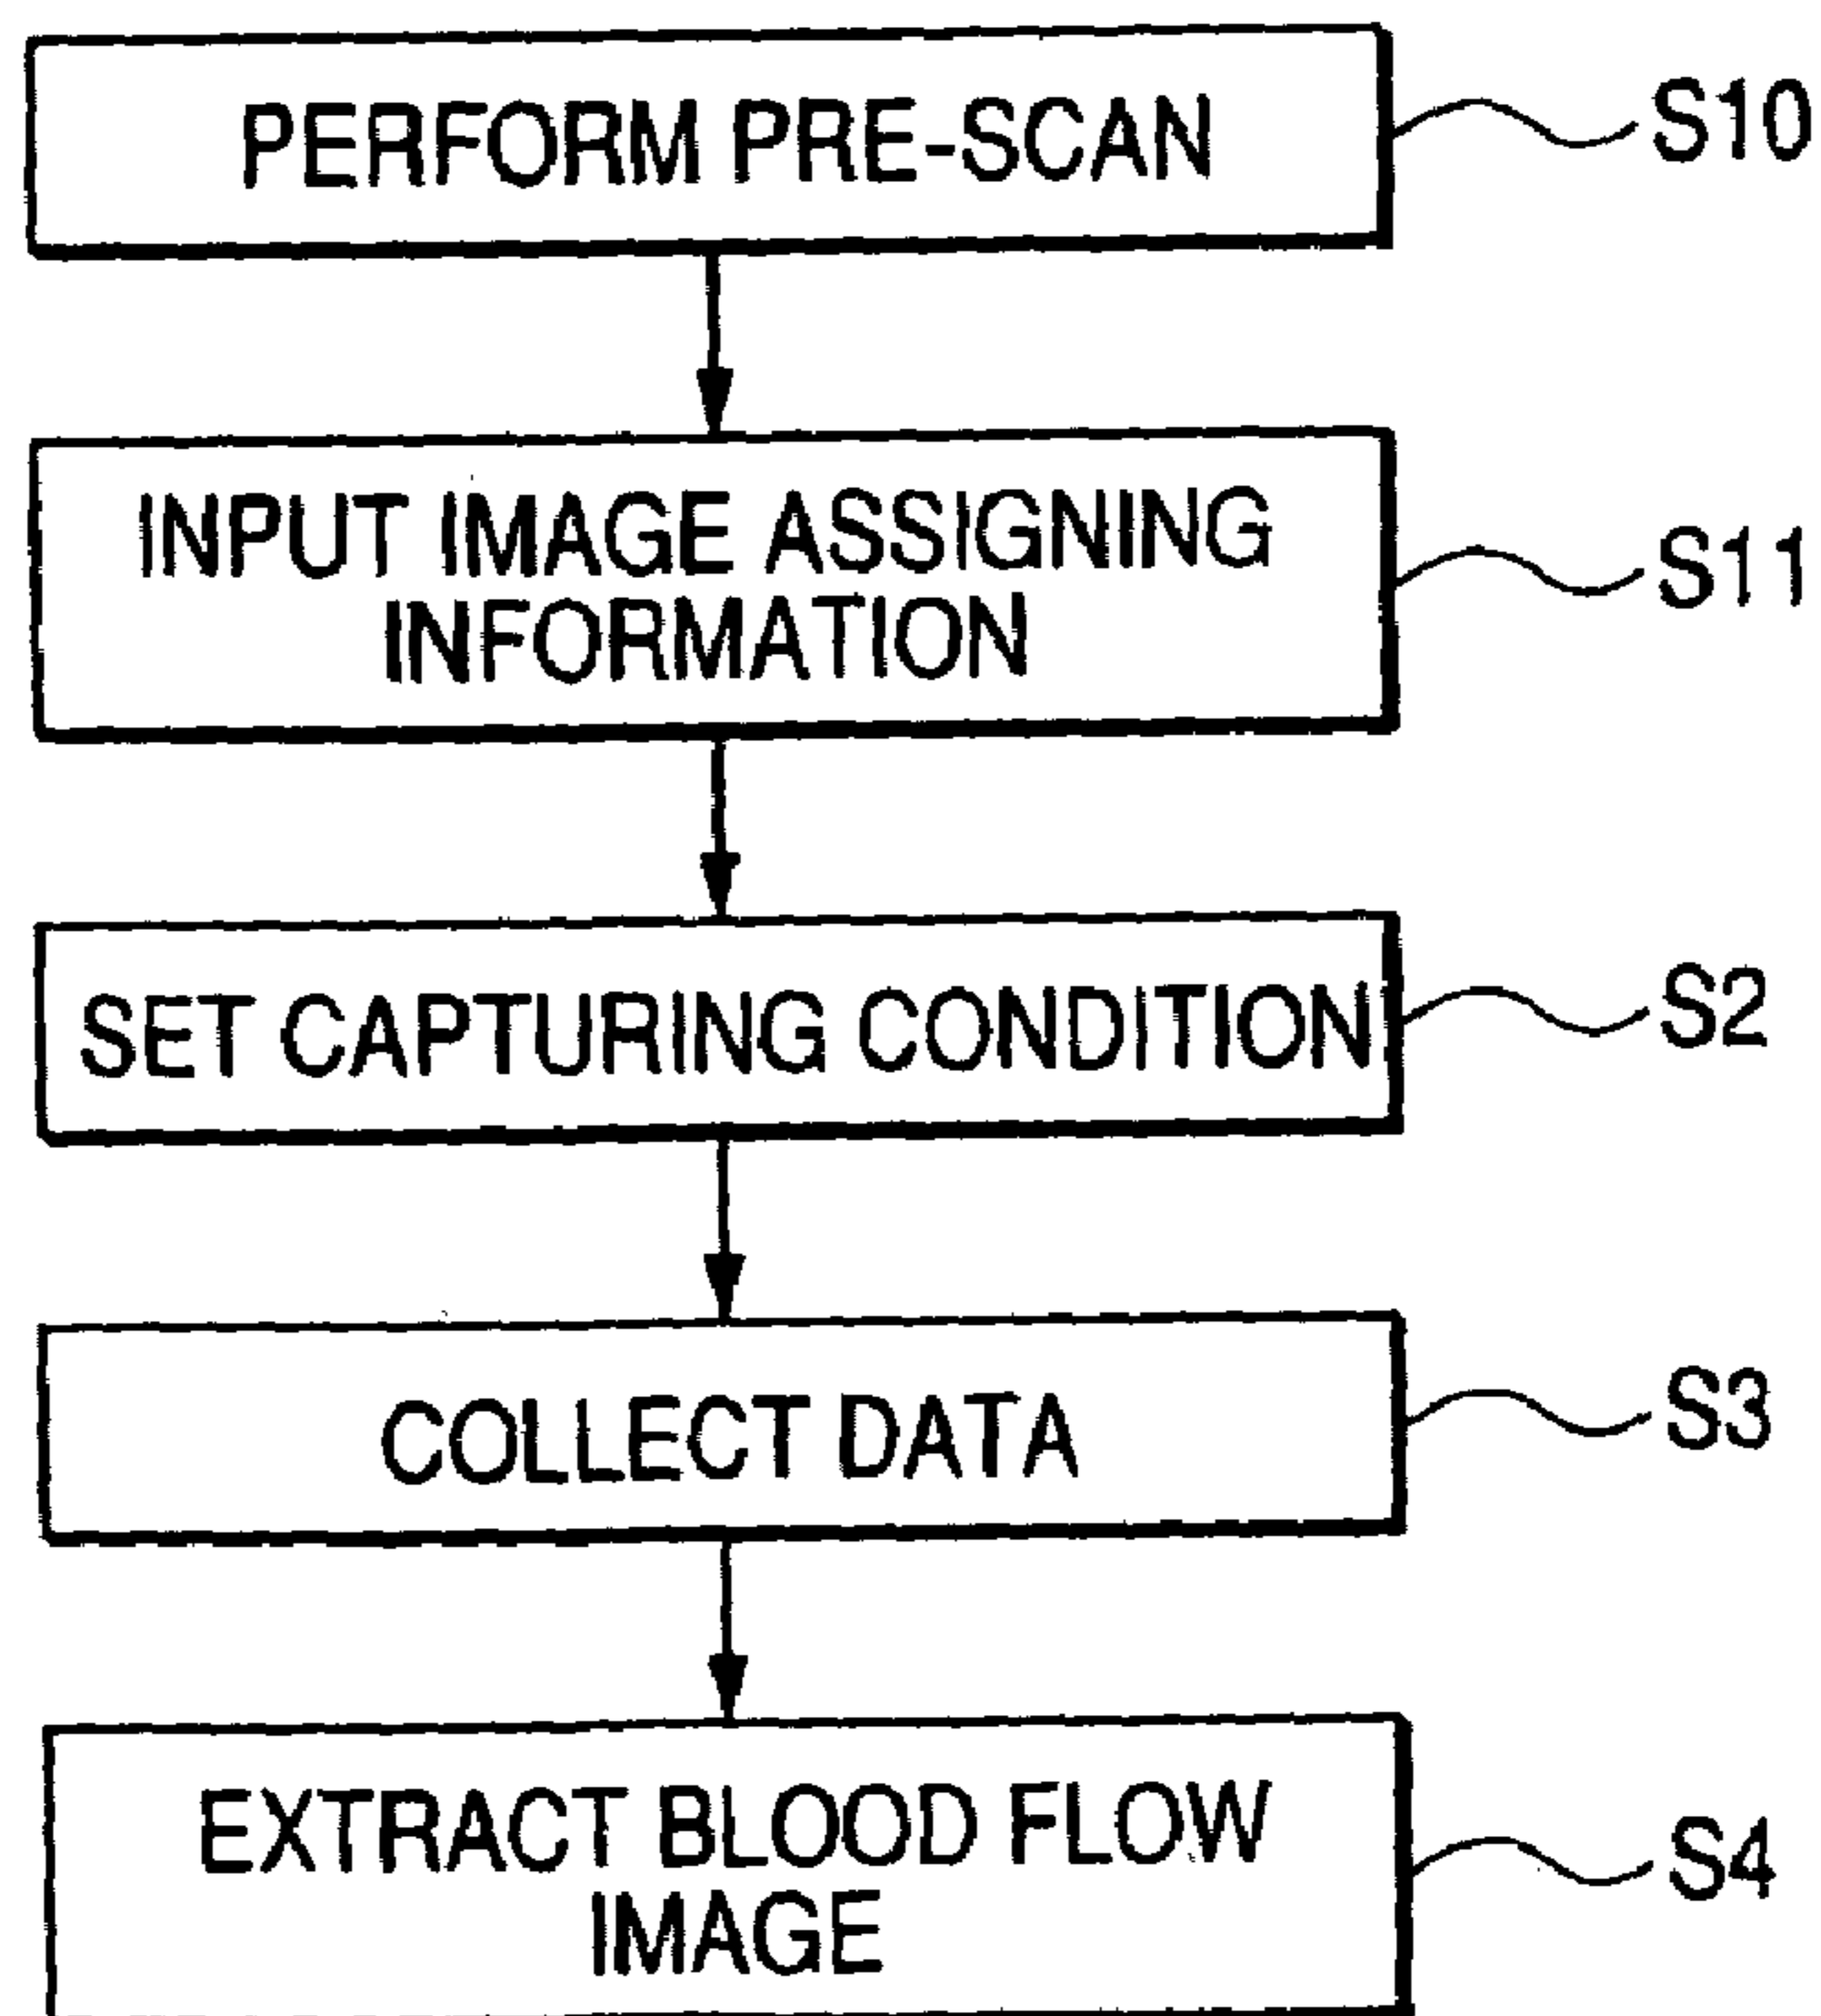 PERFORM PRE-SCAN S10
INPUT IMAGE ASSIGNING
INFORMATION
S11
SET CAPTURING CONDITION S2
COLLECT DATA S3
EXTRACT BLOOD FLOW
IMAGE
S4